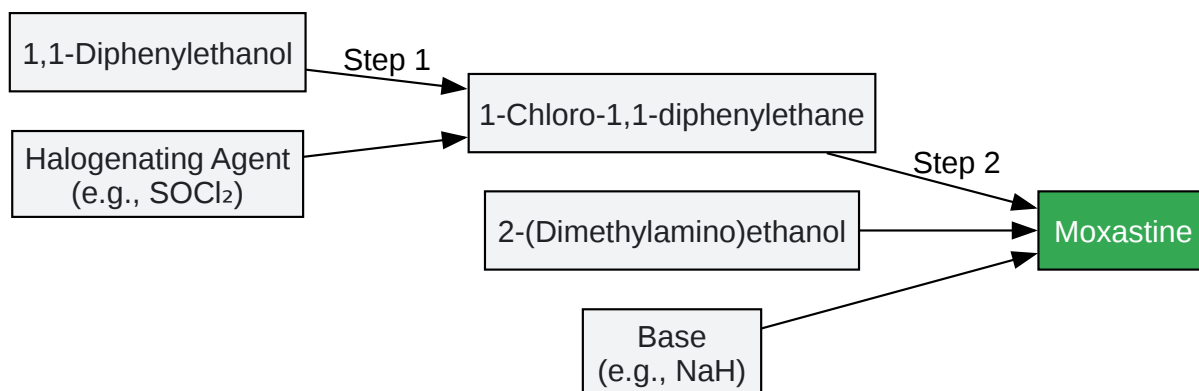 1,1-Diphenylethanol
Step 1
1-Chloro-1,1-diphenylethane
Halogenating Agent
(e.g., SOCl₂)
Step 2
2-(Dimethylamino)ethanol
Moxastine
Base
(e.g., NaH)